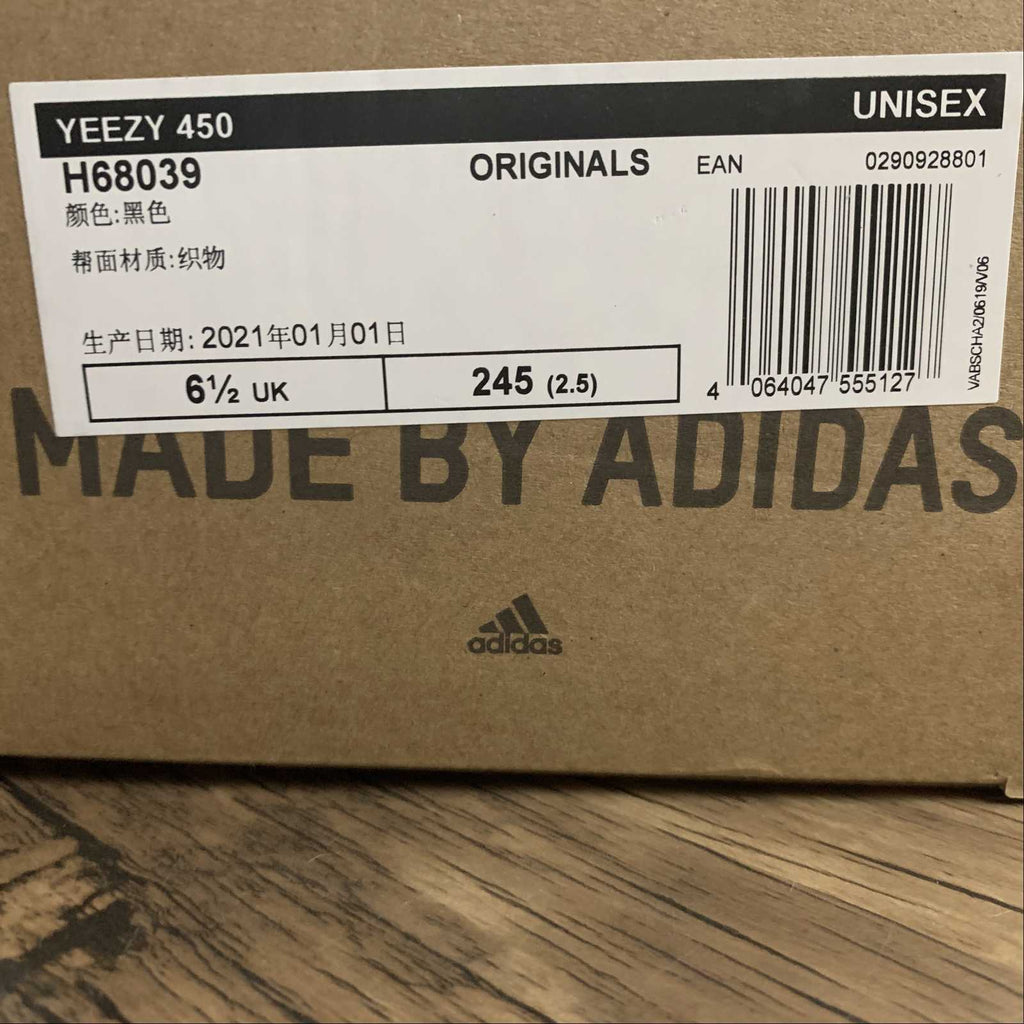 YEEZY 450
UNISEX
H68039
ORIGINALS
EAN
0290928801
颜色:黑色
帮面材质:织物
生产日期: 2021年01月01日
6½ UK
245 (2.5)
4 064047 555127
VABSCHA2/0619/V06
MADE BY ADIDAS
adidas